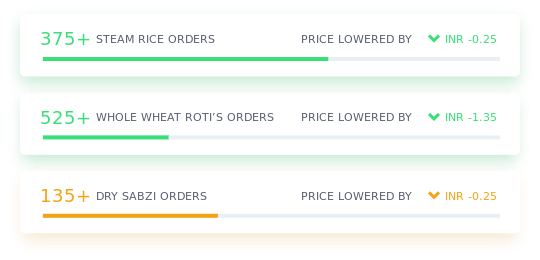 375+ STEAM RICE ORDERS PRICE LOWERED BY INR -0.25
525+ WHOLE WHEAT ROTI’S ORDERS PRICE LOWERED BY INR -1.35
135+ DRY SABZI ORDERS PRICE LOWERED BY INR -0.25